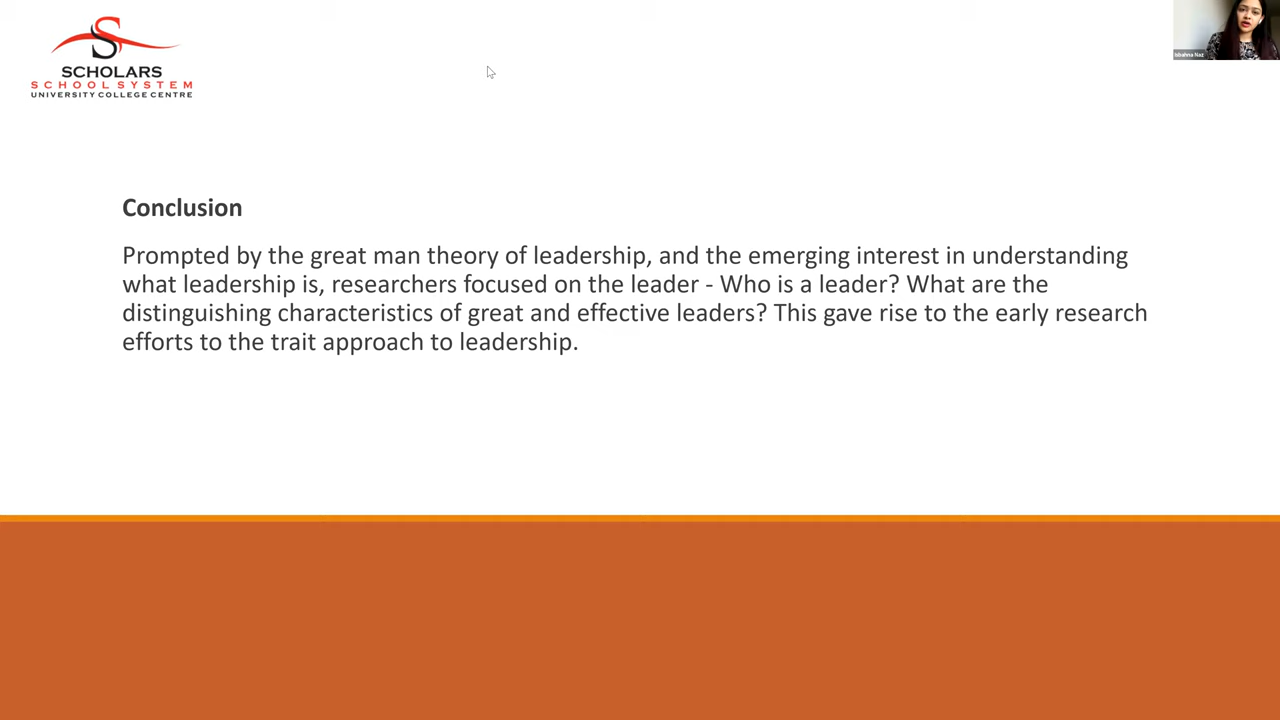 S
SCHOLARS
SCHOOL SYSTEM
UNIVERSITY COLLEGE CENTRE
Ishahna Naz
Conclusion
Prompted by the great man theory of leadership, and the emerging interest in understanding
what leadership is, researchers focused on the leader - Who is a leader? What are the
distinguishing characteristics of great and effective leaders? This gave rise to the early research
efforts to the trait approach to leadership.